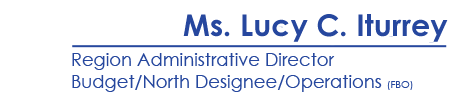 Ms. Lucy C. Iturrey
Region Administrative Director
Budget/North Designee/Operations (FBO)